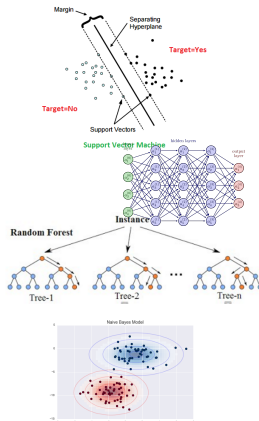 Margin
Separating
Hyperplane
Target=Yes
Target=No
Support Vectors
Support Vector Machine
hidden layers
output
layer
Instance
Random Forest
Tree-1
Tree-2
Tree-n
Naive Bayes Model